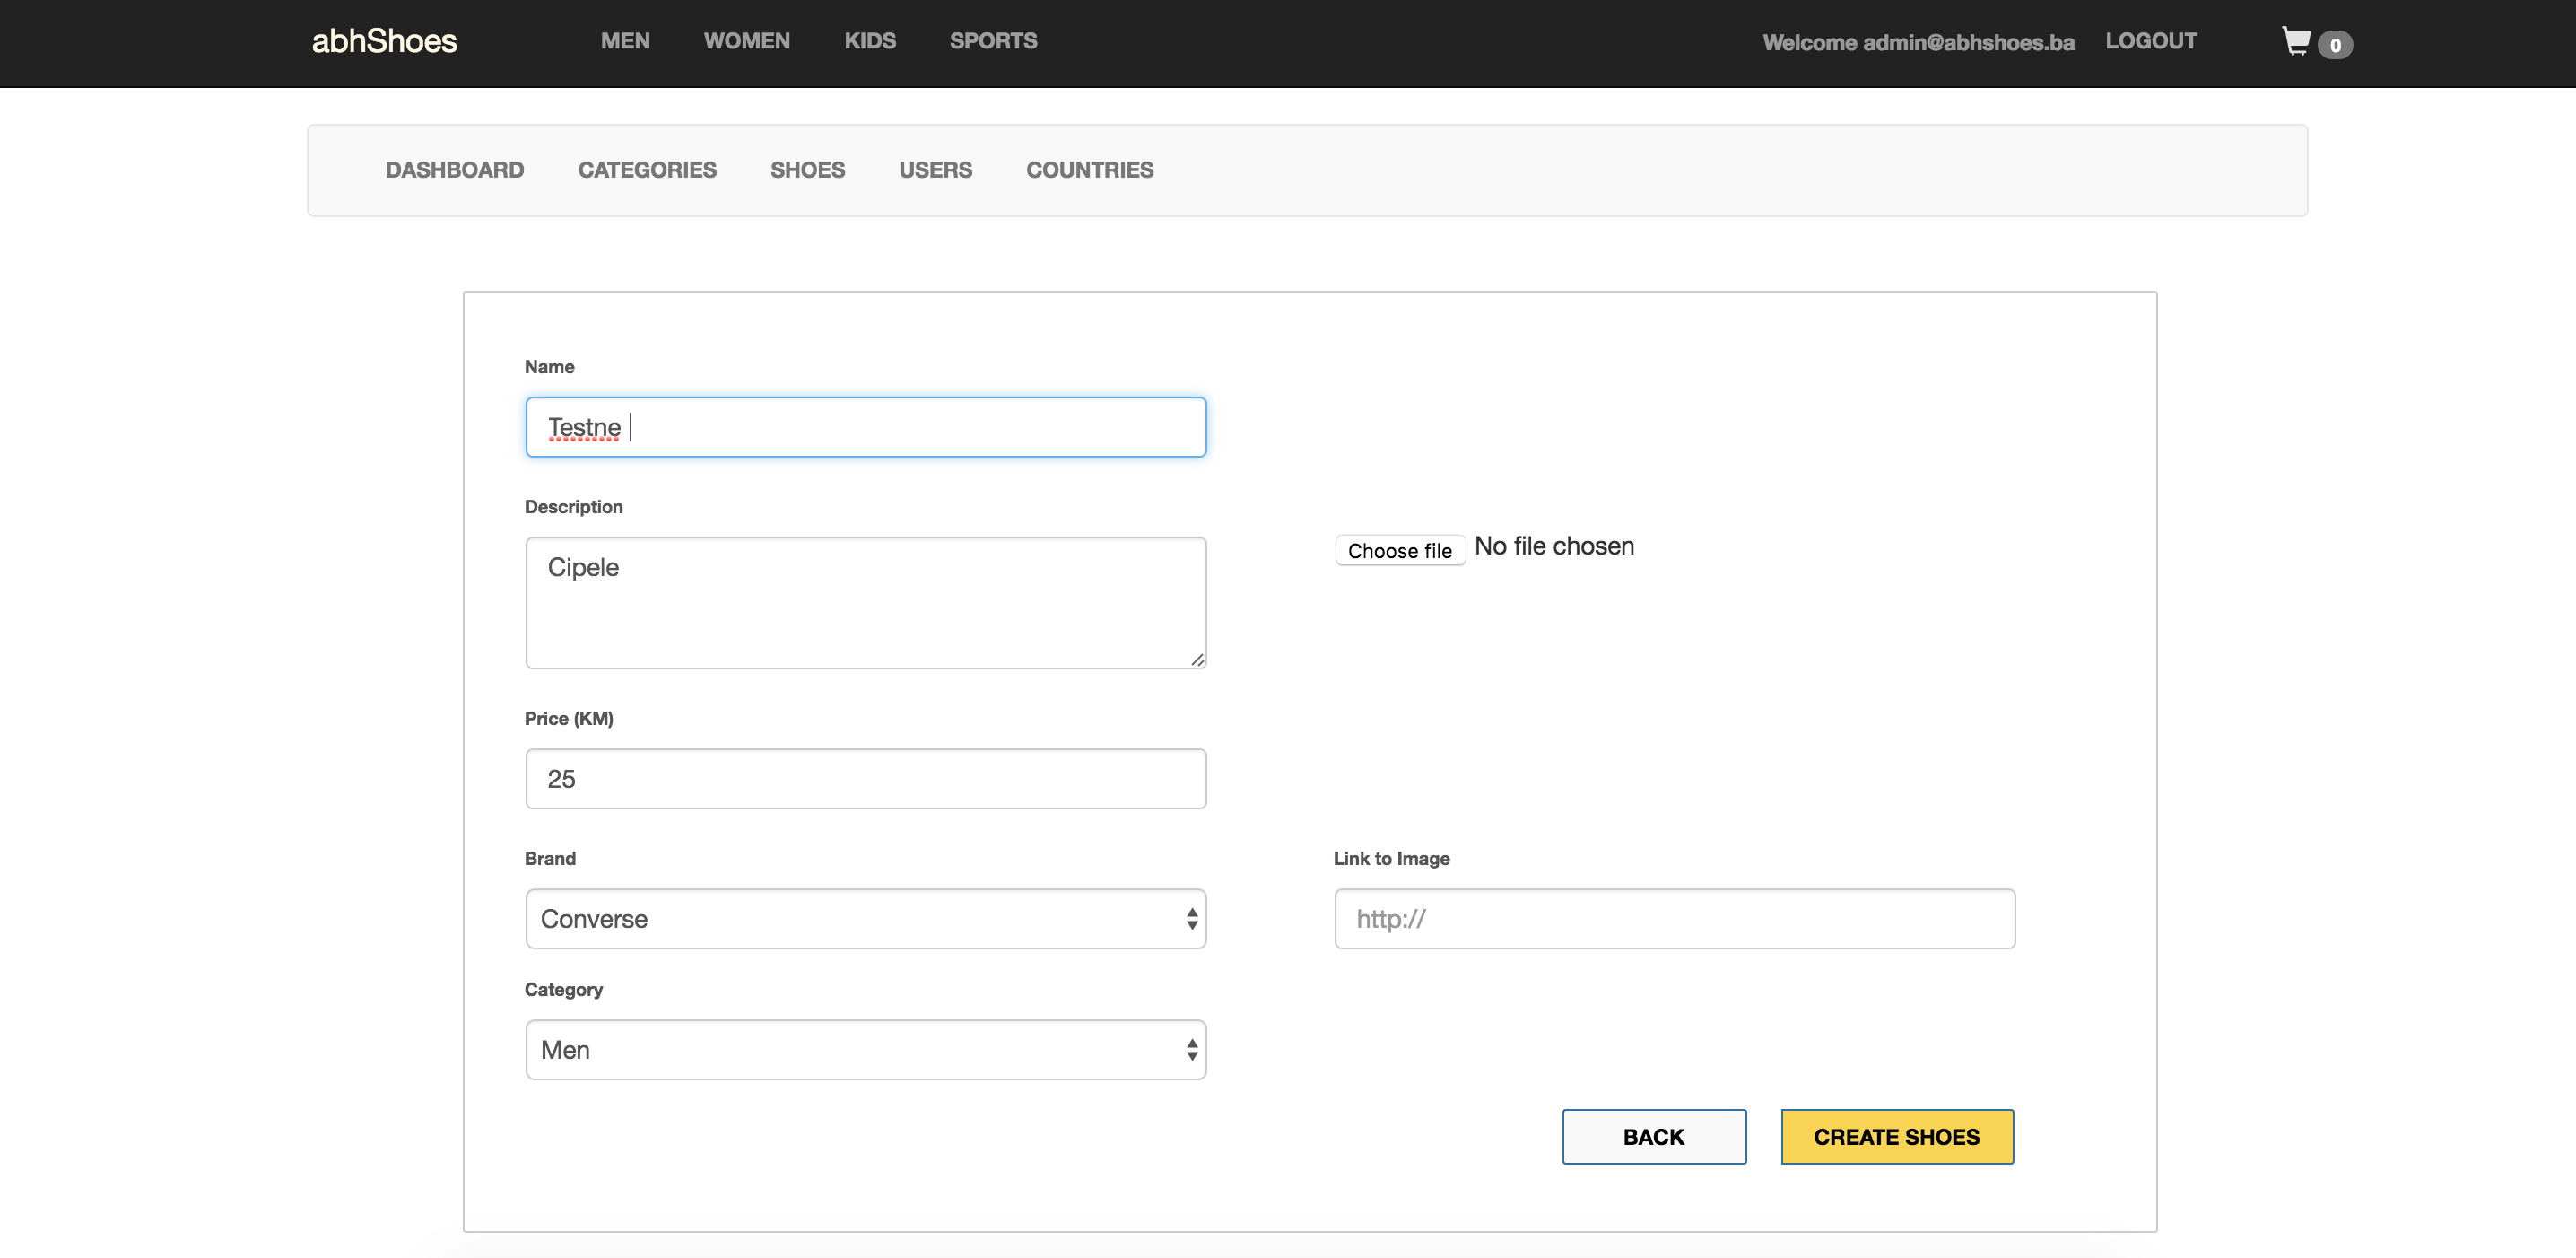 abhShoes MEN WOMEN KIDS SPORTS Welcome admin@abhshoes.ba LOGOUT 0
DASHBOARD CATEGORIES SHOES USERS COUNTRIES
Name
Testne
Description
Cipele
Choose file No file chosen
Price (KM)
25
Brand
Converse
Link to Image
http://
Category
Men
BACK CREATE SHOES